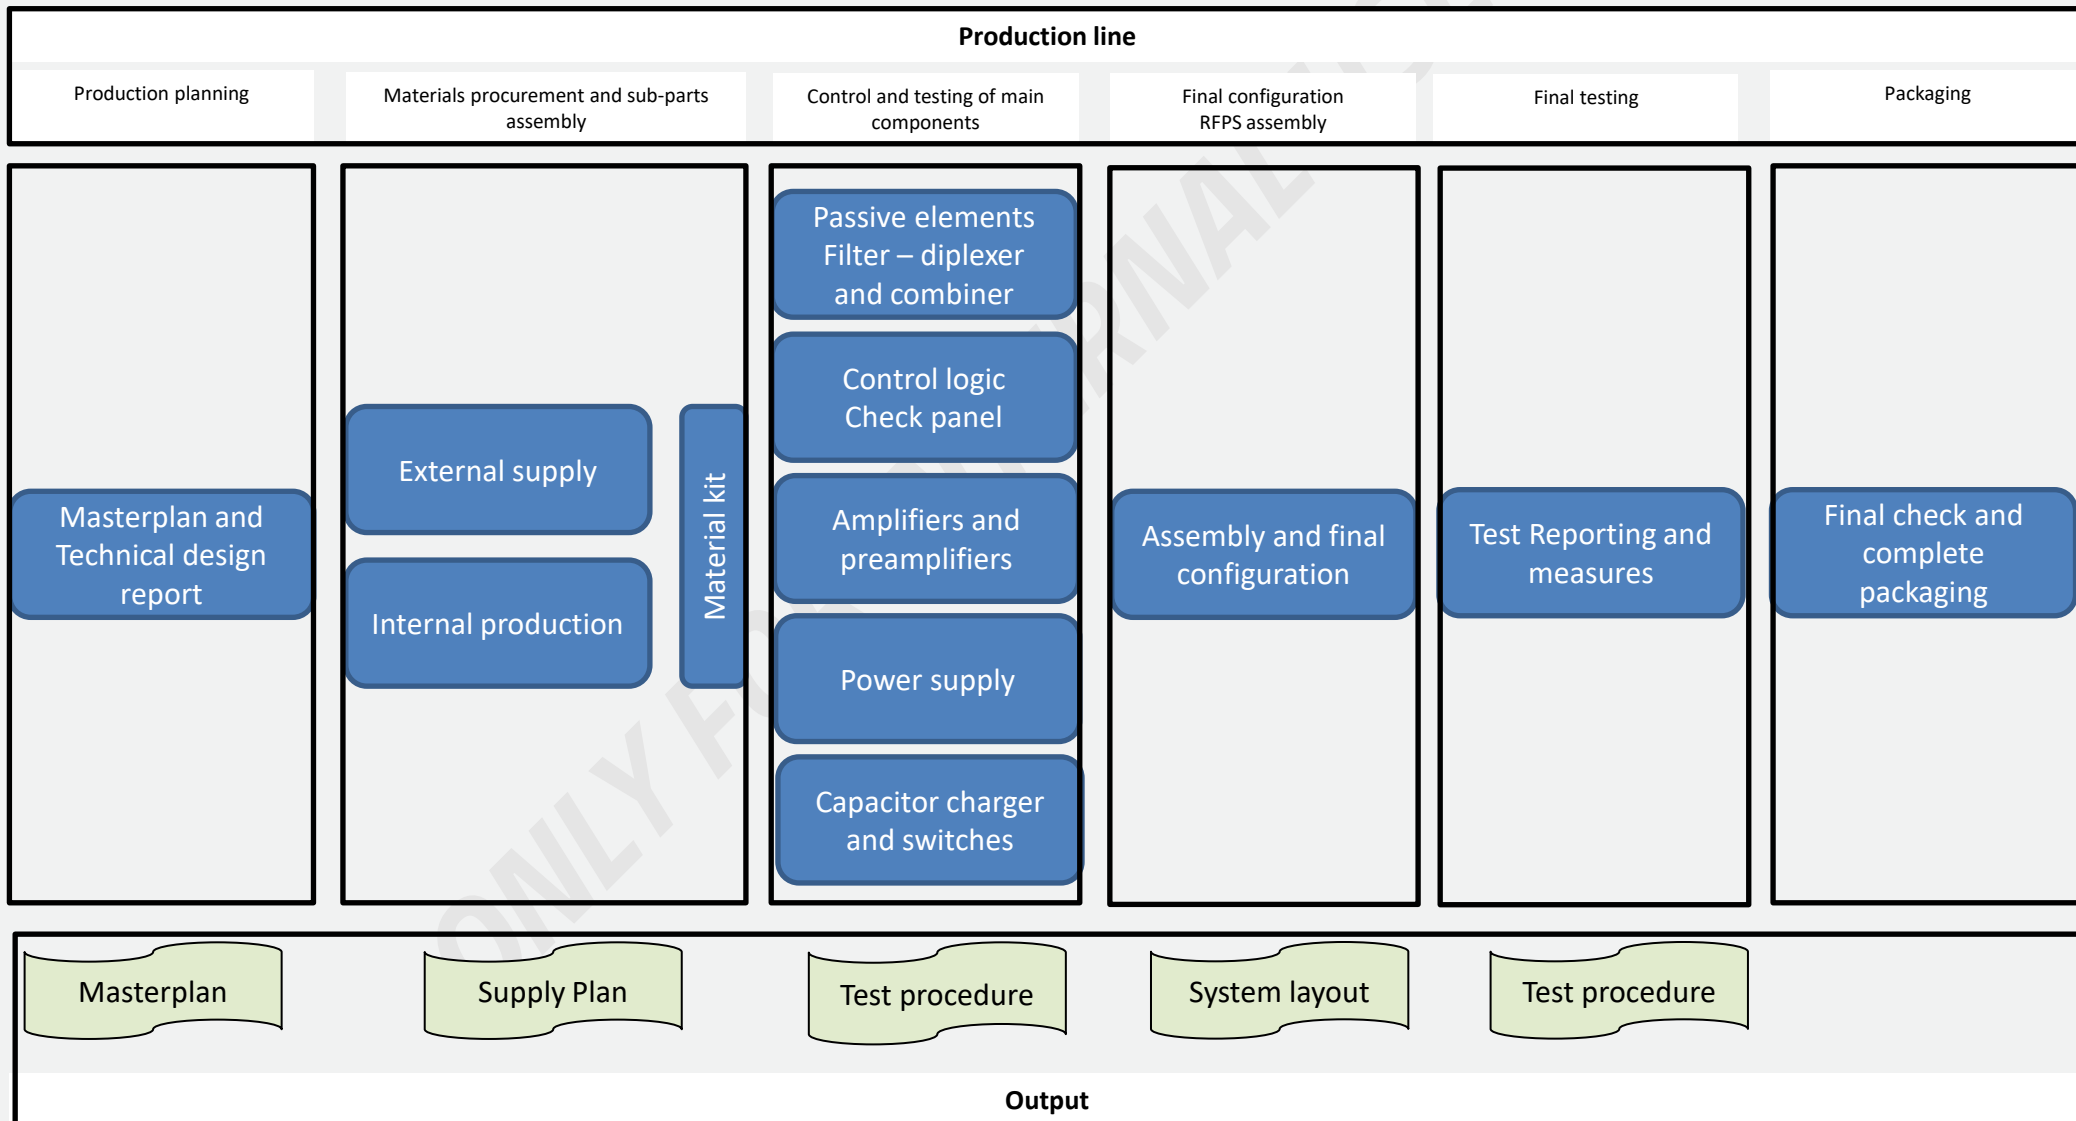 Production line
Production planning
Materials procurement and sub-parts
assembly
Control and testing of main
components
Final configuration
RFPS assembly
Final testing
Packaging
Masterplan and
Technical design
report
External supply
Internal production
Material kit
Passive elements
Filter – diplexer
and combiner
Control logic
Check panel
Amplifiers and
preamplifiers
Power supply
Capacitor charger
and switches
Assembly and final
configuration
Test Reporting and
measures
Final check and
complete
packaging
ONLY
Masterplan
Supply Plan
Test procedure
System layout
Test procedure
Output